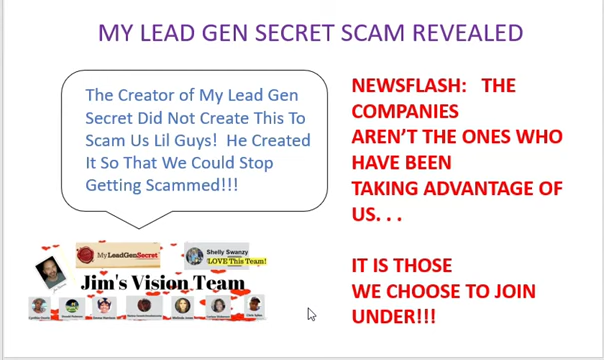 MY LEAD GEN SECRET SCAM REVEALED
The Creator of My Lead Gen
Secret Did Not Create This To
Scam Us Lil Guys!  He Created
It So That We Could Stop
Getting Scammed!!!
NEWSFLASH:   THE
COMPANIES
AREN'T THE ONES WHO
HAVE BEEN
TAKING ADVANTAGE OF
US. . .
IT IS THOSE
WE CHOOSE TO JOIN
UNDER!!!
MyLeadGenSecret
Shelly Swanzy
LOVE This Team!
Jim's Vision Team